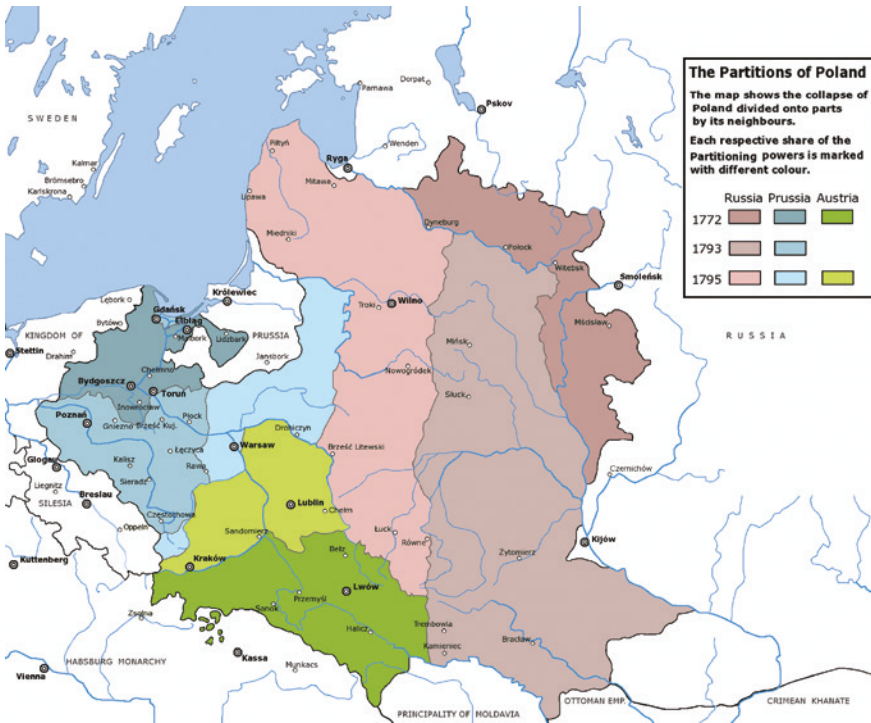 The Partitions of Poland
The map shows the collapse of
Poland divided onto parts
by its neighbours.
Each respective share of the
Partitioning powers is marked
with different colour.
Russia Prussia Austria
1772
1793
1795
SWEDEN
Kalmar
Brömsebro
Karlskrona
Parnawa
Dorpat
Pskov
Wenden
Piltyń
Ryga
Mitawa
Lipawa
Miedniki
Dyneburg
Połock
Witebsk
Smoleńsk
Mścisław
RUSSIA
Troki
Wilno
Mińsk
Nowogródek
Słuck
Królewiec
Lębork
Gdańsk
Elbląg
Bytów
Malbork
Lidzbark
KINGDOM OF
PRUSSIA
Stettin
Drahim
Jansbork
Chełmno
Bydgoszcz
Toruń
Inowrocław
Poznań
Gniezno
Brześć Kuj.
Płock
Drohiczyn
Warsaw
Brześć Litewski
Łęczyca
Kalisz
Rawa
Sieradz
Glogau
Liegnitz
SILESIA
Breslau
Oppeln
Częstochowa
Lublin
Chełm
Sandomierz
Łuck
Równe
Czernichów
Kijów
Żytomierz
Kuttenberg
Kraków
Bełz
Lwów
Przemyśl
Sanok
Halicz
Trembowla
Kamieniec
Bracław
HABSBURG MONARCHY
Vienna
Kassa
Munkacs
PRINCIPALITY OF MOLDAVIA
OTTOMAN EMP.
CRIMEAN KHANATE